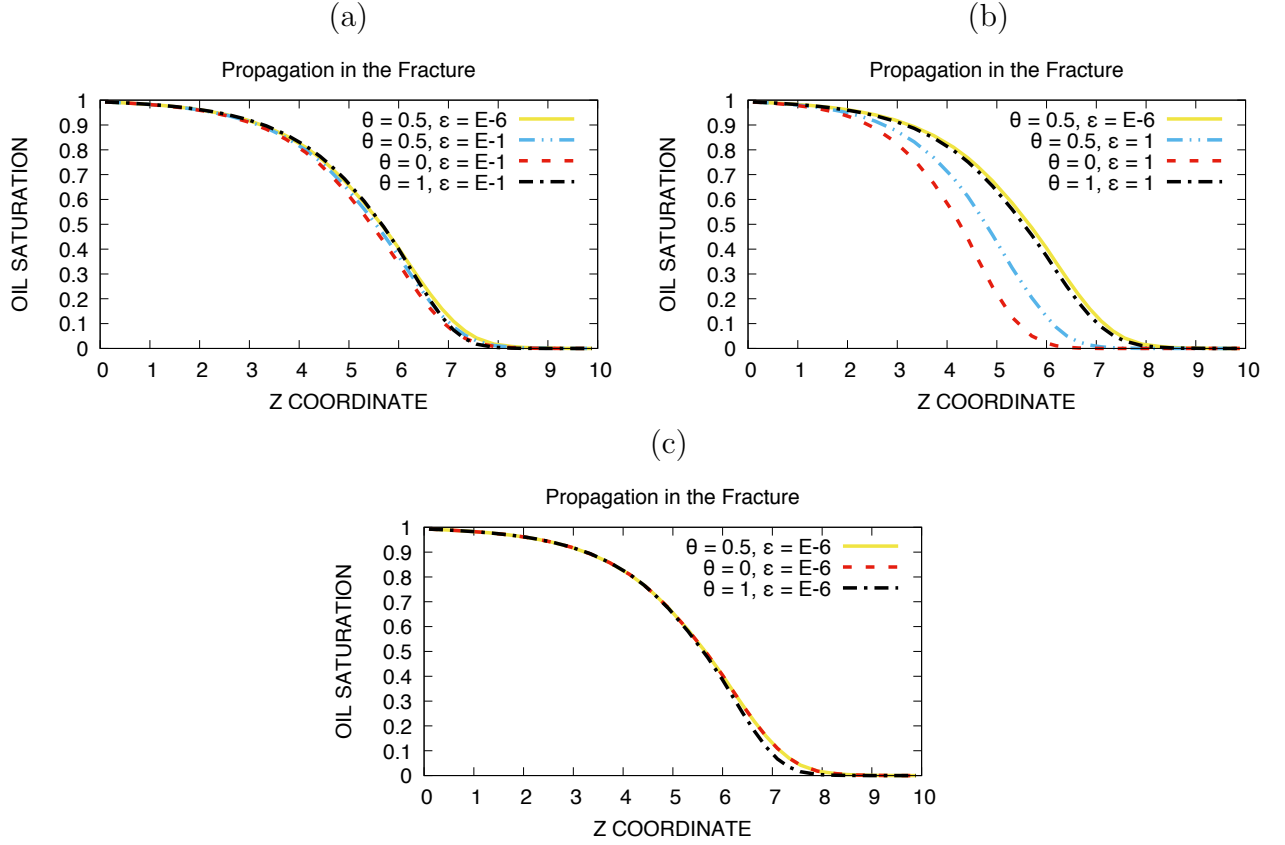 (a)
Propagation in the Fracture
OIL SATURATION
1
0.9
0.8
0.7
0.6
0.5
0.4
0.3
0.2
0.1
0
θ = 0.5, ε = E-6
θ = 0.5, ε = E-1
θ = 0, ε = E-1
θ = 1, ε = E-1
0 1 2 3 4 5 6 7 8 9 10
Z COORDINATE
(b)
Propagation in the Fracture
OIL SATURATION
1
0.9
0.8
0.7
0.6
0.5
0.4
0.3
0.2
0.1
0
θ = 0.5, ε = E-6
θ = 0.5, ε = 1
θ = 0, ε = 1
θ = 1, ε = 1
0 1 2 3 4 5 6 7 8 9 10
Z COORDINATE
(c)
Propagation in the Fracture
OIL SATURATION
1
0.9
0.8
0.7
0.6
0.5
0.4
0.3
0.2
0.1
0
θ = 0.5, ε = E-6
θ = 0, ε = E-6
θ = 1, ε = E-6
0 1 2 3 4 5 6 7 8 9 10
Z COORDINATE